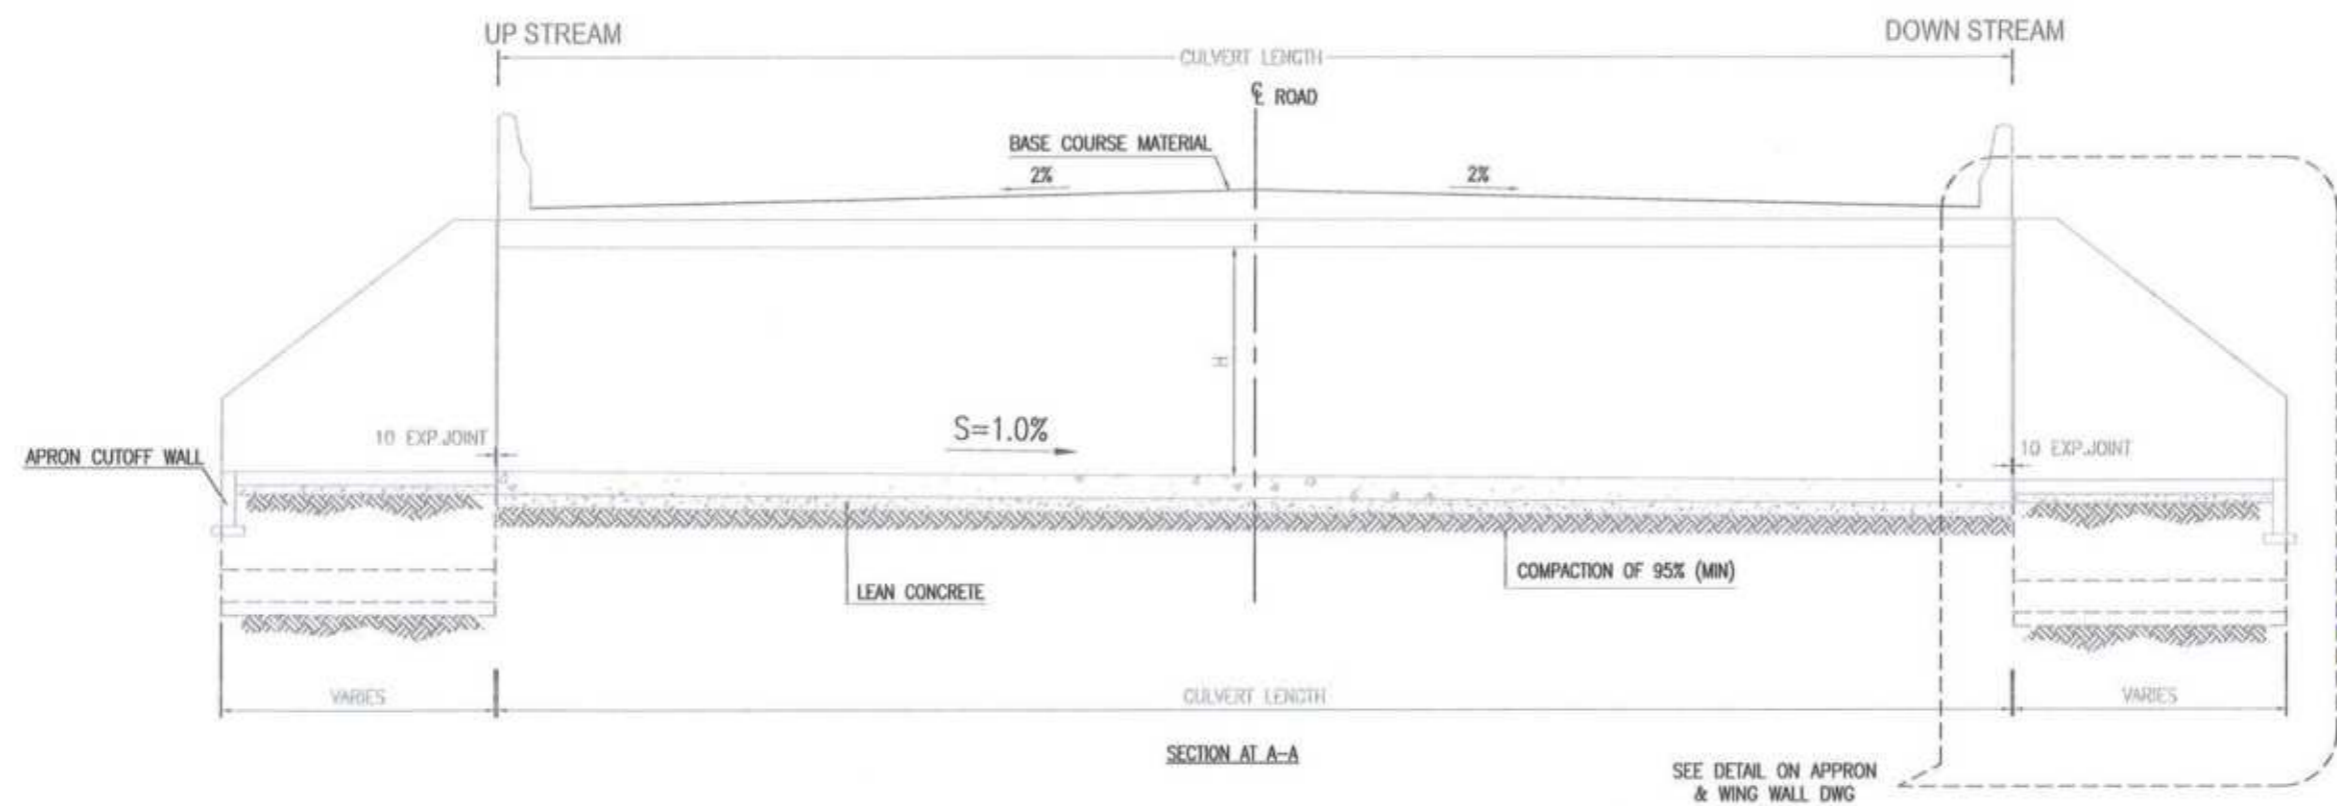 UP STREAM
DOWN STREAM
CULVERT LENGTH
℄ ROAD
BASE COURSE MATERIAL
2%
2%
H
S=1.0%
10 EXP.JOINT
10 EXP.JOINT
APRON CUTOFF WALL
LEAN CONCRETE
COMPACTION OF 95% (MIN)
VARIES
CULVERT LENGTH
VARIES
SECTION AT A-A
SEE DETAIL ON APPRON
& WING WALL DWG